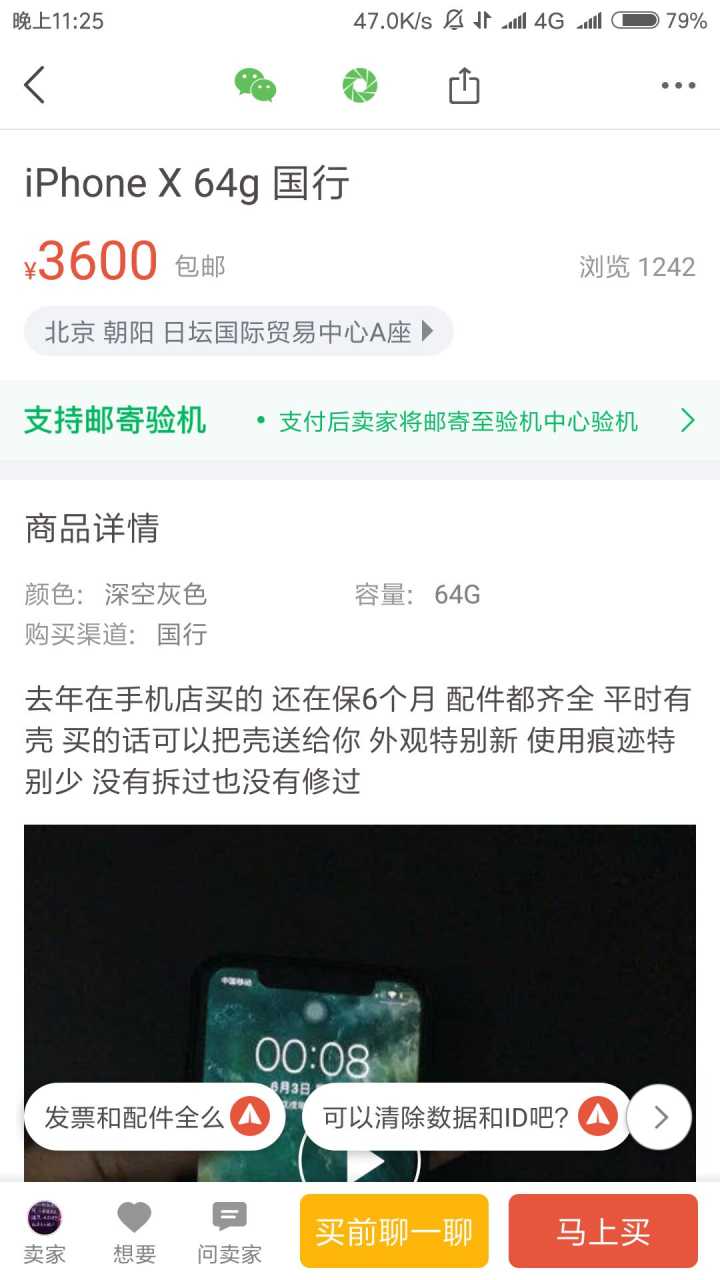 晚上11:25
47.0K/s 4G 79%
iPhone X 64g 国行
¥3600 包邮
浏览 1242
北京 朝阳 日坛国际贸易中心A座
支持邮寄验机
• 支付后卖家将邮寄至验机中心验机
商品详情
颜色: 深空灰色
容量: 64G
购买渠道: 国行
去年在手机店买的 还在保6个月 配件都齐全 平时有
壳 买的话可以把壳送给你 外观特别新 使用痕迹特
别少 没有拆过也没有修过
中国移动
00:08
6月3日
发票和配件全么
可以清除数据和ID吧?
卖家
想要
问卖家
买前聊一聊
马上买